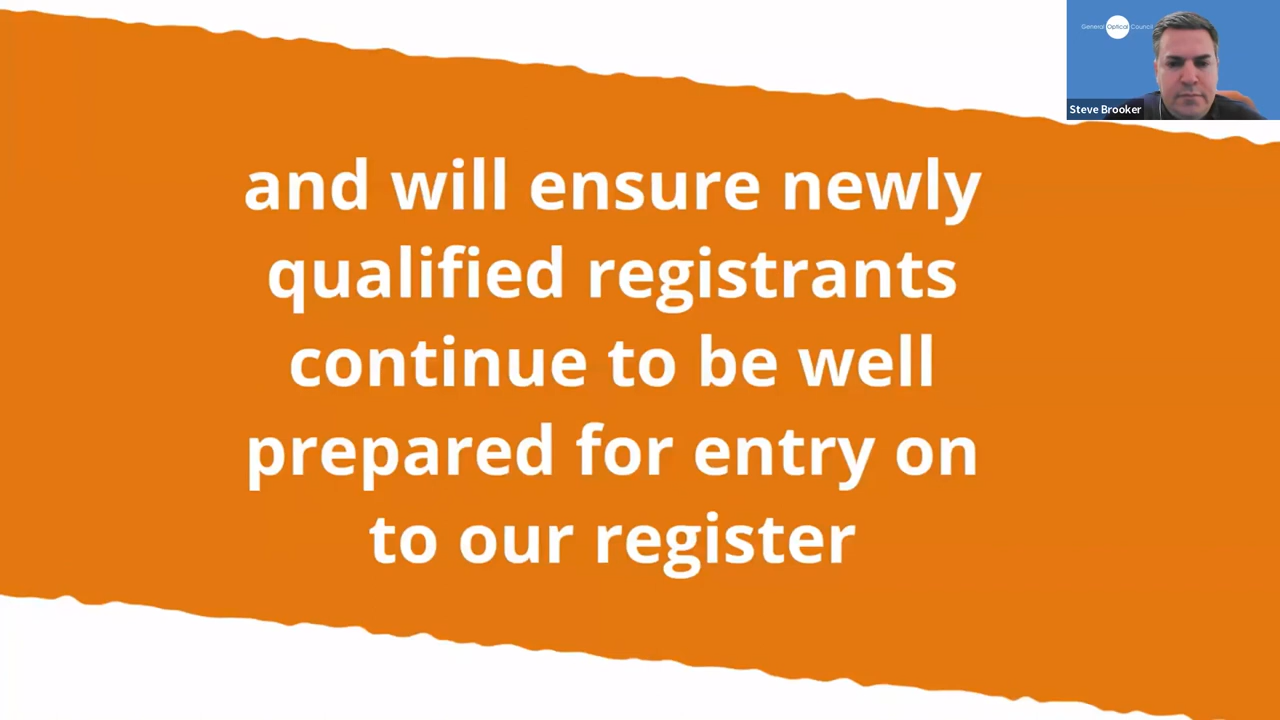 General Optical Council
Steve Brooker
and will ensure newly
qualified registrants
continue to be well
prepared for entry on
to our register